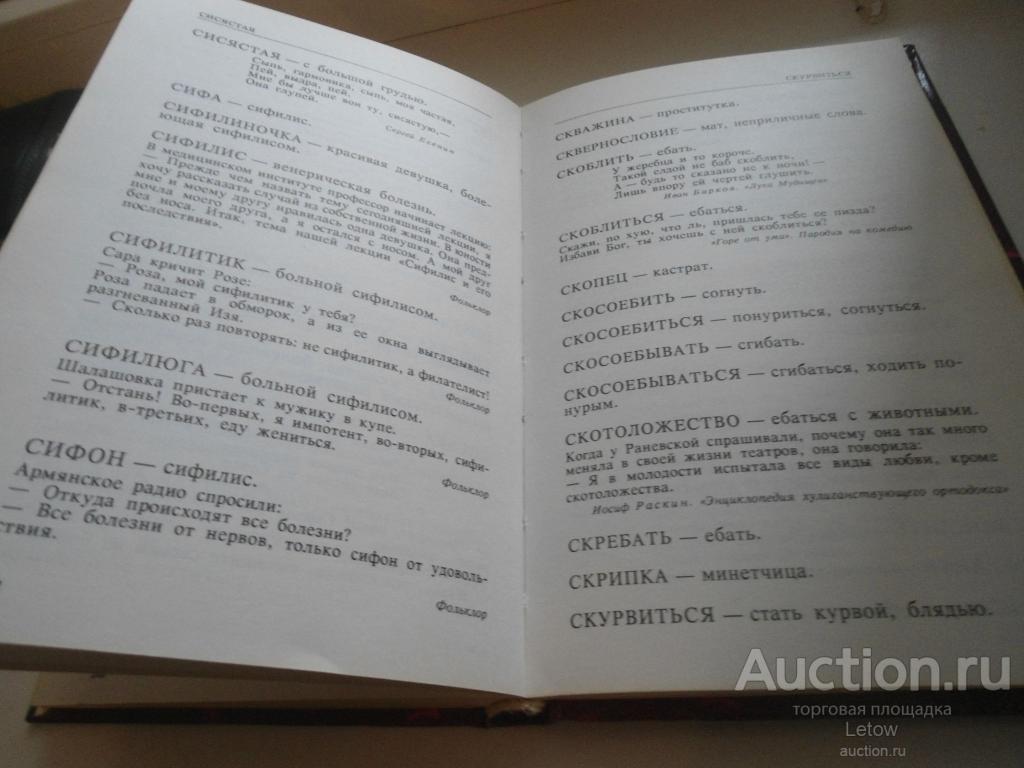 СИСЯСТАЯ
СИСЯСТАЯ — с большой грудью.
Сыпь, гармоника, сыпь, моя частая,
Пей, выдра, пей.
Мне бы лучше вон ту, сисястую,—
Она глупей.
Сергей Есенин
СИФА — сифилис.
СИФИЛИНОЧКА — красивая девушка, боле-
ющая сифилисом.
СИФИЛИС — венерическая болезнь.
В медицинском институте профессор начинает лекцию:
— Прежде чем назвать тему сегодняшней лекции, я
хочу рассказать случай из собственной жизни. В юности
мне и моему другу нравилась одна девушка. Она пред-
почла моего друга, а я остался с носом. А мой друг
без носа. Итак, тема нашей лекции «Сифилис и его
последствия».
Фольклор
СИФИЛИТИК — больной сифилисом.
Сара кричит Розе:
— Роза, мой сифилитик у тебя?
Роза падает в обморок, а из ее окна выглядывает
разгневанный Изя.
— Сколько раз повторять: не сифилитик, а филателист!
Фольклор
СИФИЛЮГА — больной сифилисом.
Шалашовка пристает к мужику в купе.
— Отстань! Во-первых, я импотент, во-вторых, сифи-
литик, в-третьих, еду жениться.
Фольклор
СИФОН — сифилис.
Армянское радио спросили:
— Откуда происходят все болезни?
— Все болезни от нервов, только сифон от удоволь-
ствия.
Фольклор
СКУРВИТЬСЯ
СКВАЖИНА — проститутка.
СКВЕРНОСЛОВИЕ — мат, неприличные слова.
СКОБЛИТЬ — ебать.
У жеребца и то короче.
Такой елдой не баб скоблить,
А — будь то сказано не к ночи! —
Лишь впору ей чертей глушить.
Иван Барков. «Лука Мудищев»
СКОБЛИТЬСЯ — ебаться.
Скажи, по хую, что ль, пришлась тебе ее пизда?
Избави Бог, ты хочешь с ней скоблиться?
«Горе от ума». Пародия на комедию
СКОПЕЦ — кастрат.
СКОСОЕБИТЬ — согнуть.
СКОСОЕБИТЬСЯ — понуриться, согнуться.
СКОСОЕБЫВАТЬ — сгибать.
СКОСОЕБЫВАТЬСЯ — сгибаться, ходить по-
нурым.
СКОТОЛОЖЕСТВО — ебаться с животными.
Когда у Раневской спрашивали, почему она так много
меняла в своей жизни театров, она говорила:
— Я в молодости испытала все виды любви, кроме
скотоложества.
Иосиф Раскин. «Энциклопедия хулиганствующего ортодокса»
СКРЕБАТЬ — ебать.
СКРИПКА — минетчица.
СКУРВИТЬСЯ — стать курвой, блядью.
Auction.ru
торговая площадка
Letow
auction.ru